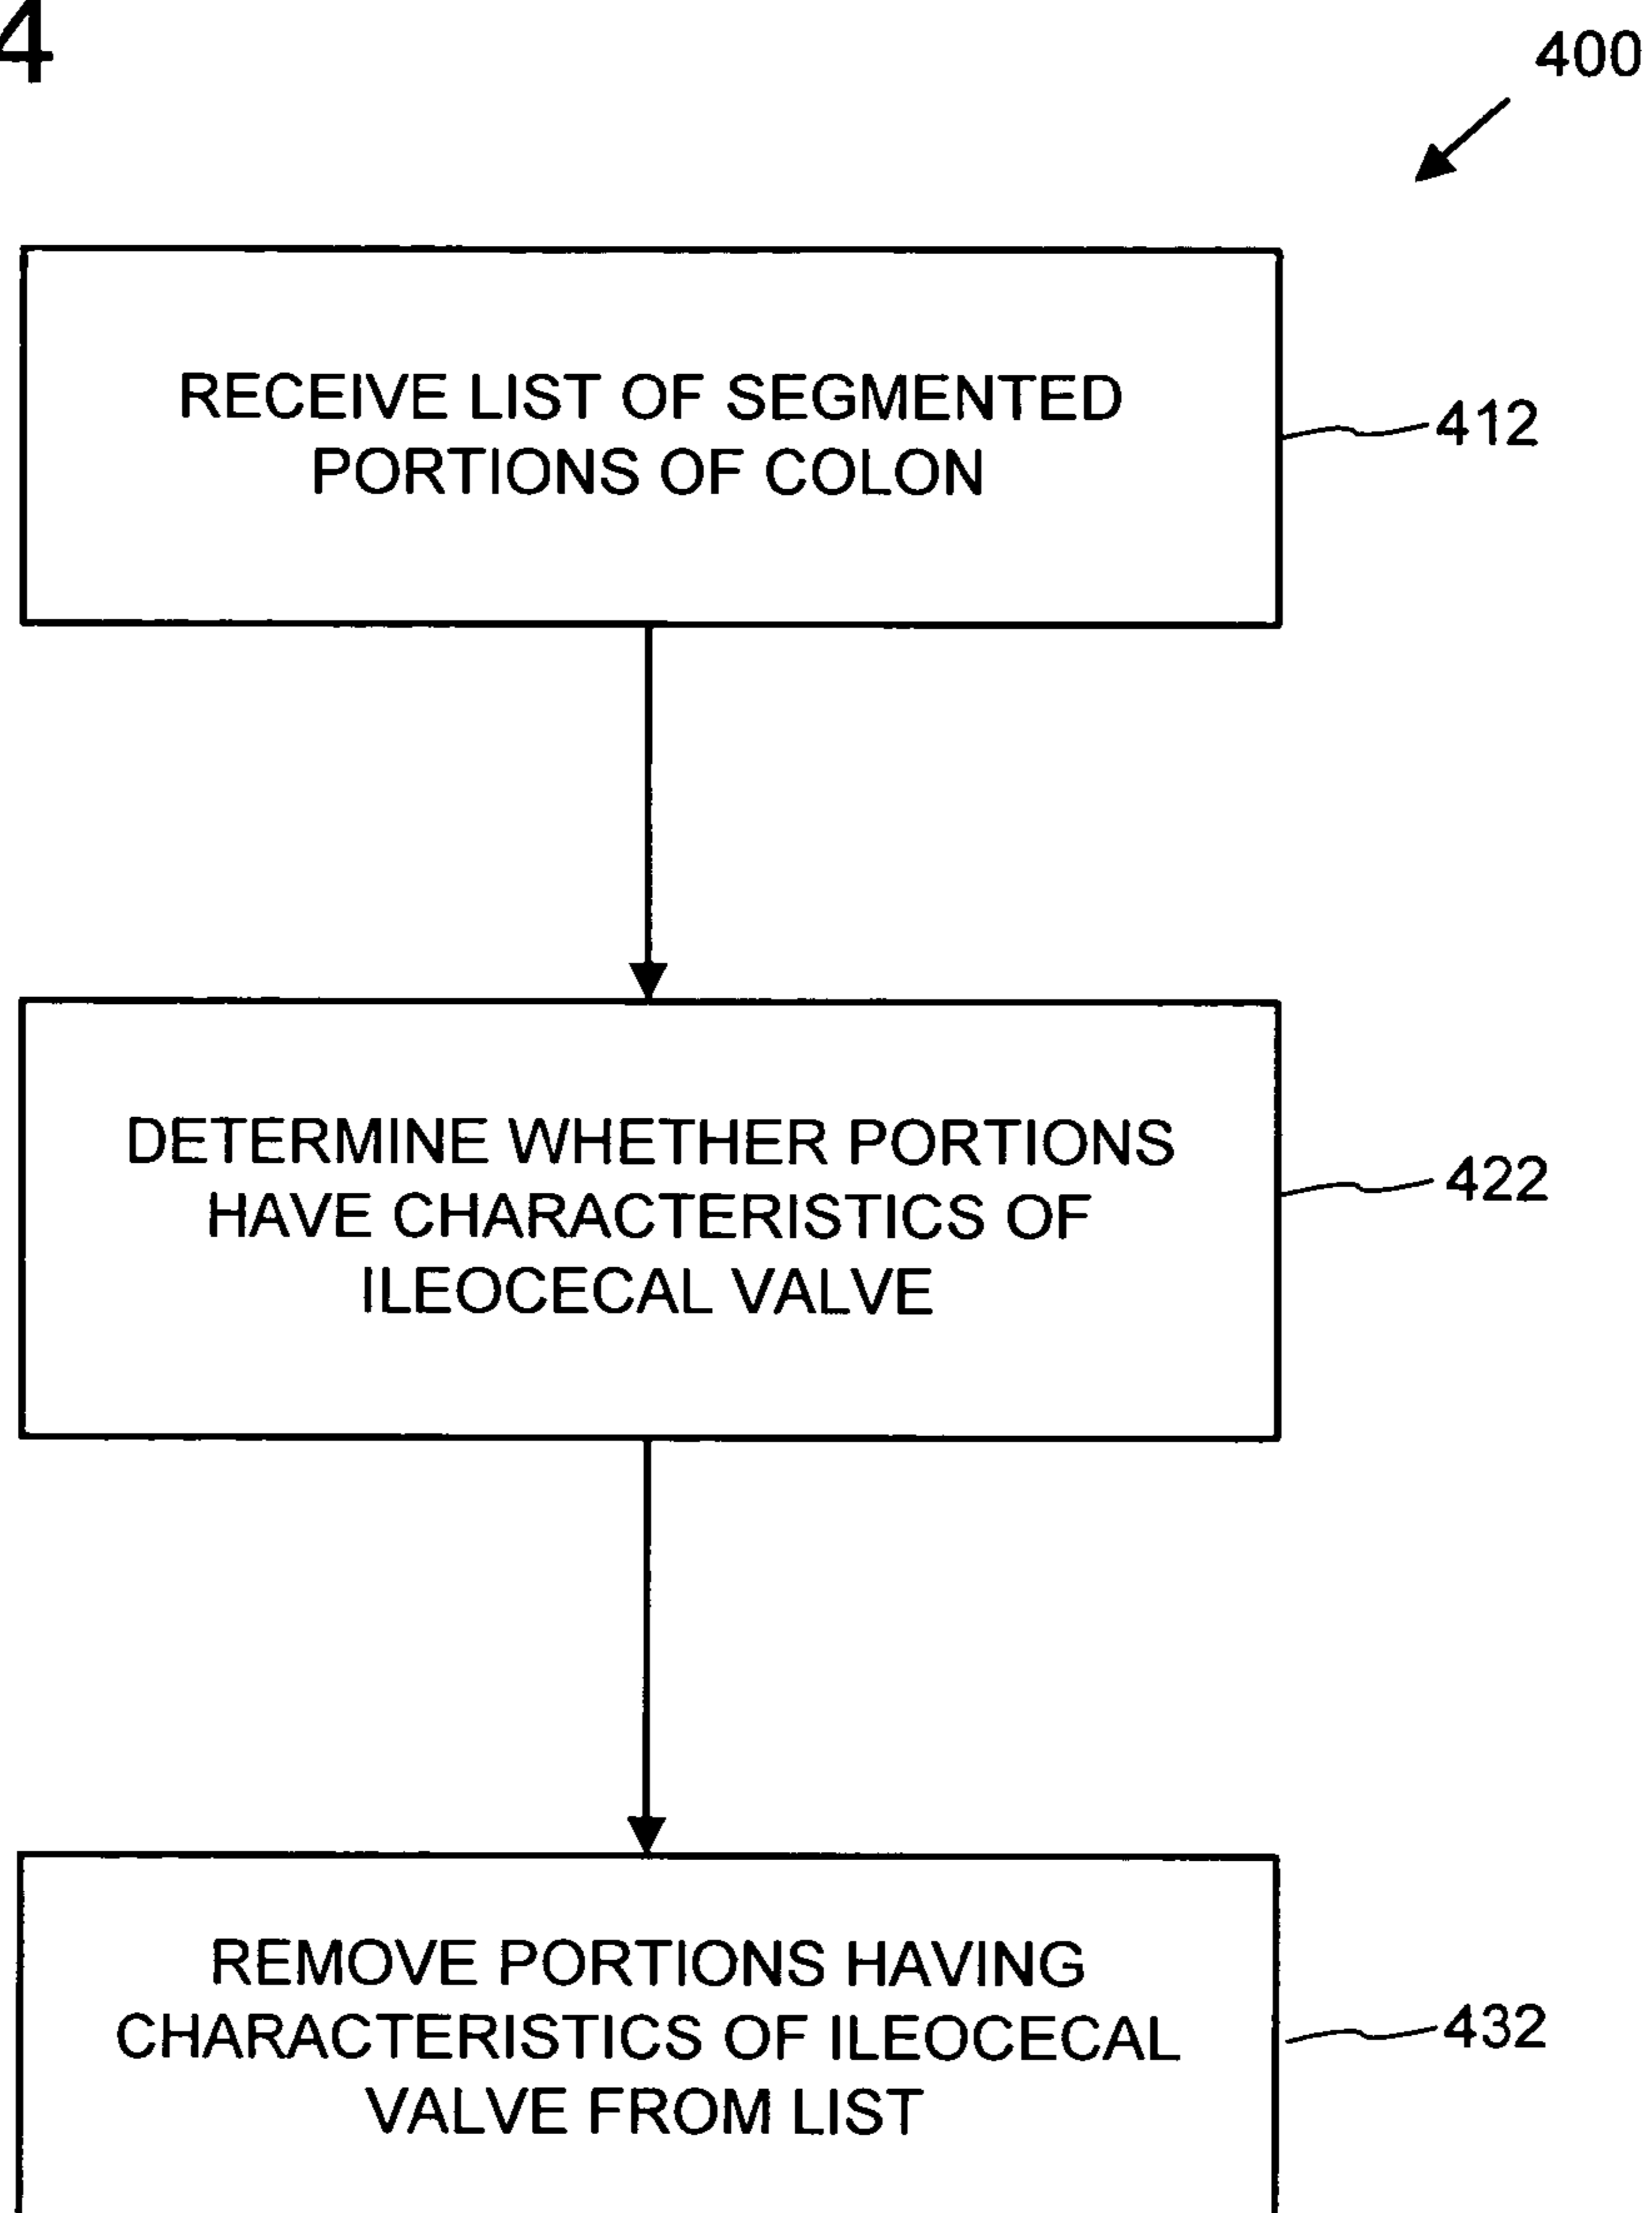 4
400
RECEIVE LIST OF SEGMENTED
PORTIONS OF COLON
412
DETERMINE WHETHER PORTIONS
HAVE CHARACTERISTICS OF
ILEOCECAL VALVE
422
REMOVE PORTIONS HAVING
CHARACTERISTICS OF ILEOCECAL
VALVE FROM LIST
432